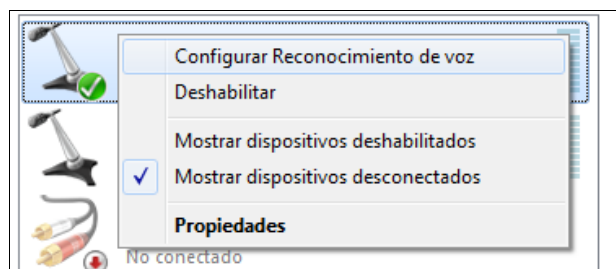 Configurar Reconocimiento de voz
Deshabilitar
Mostrar dispositivos deshabilitados
Mostrar dispositivos desconectados
Propiedades
No conectado